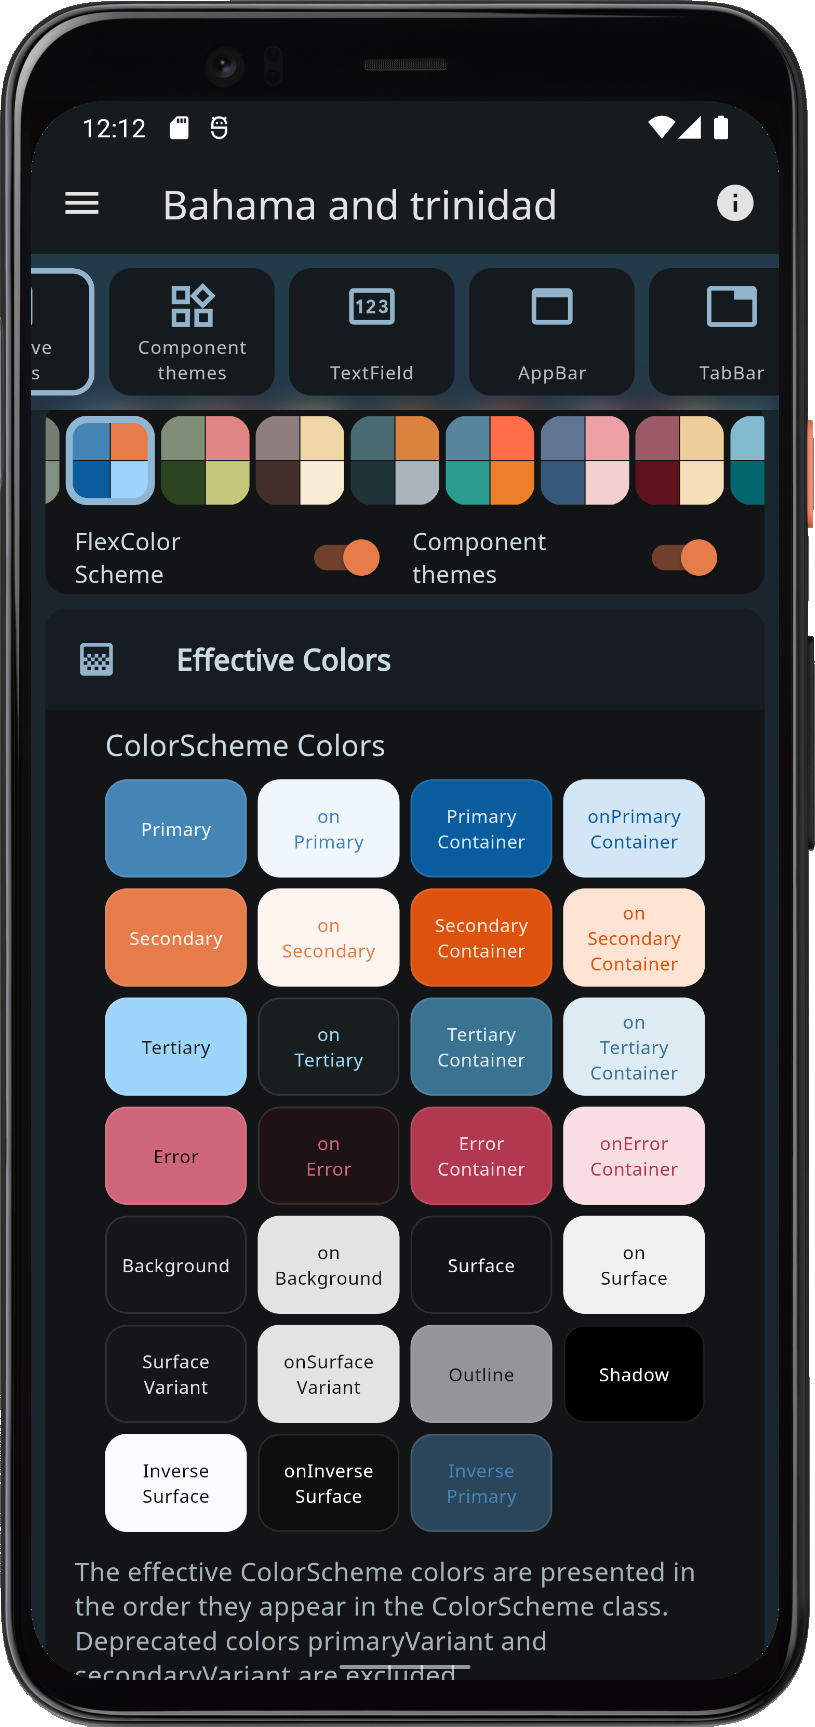 12:12
Bahama and trinidad
ve
s
Component
themes
123
TextField
AppBar
TabBar
FlexColor
Scheme
Component
themes
Effective Colors
ColorScheme Colors
Primary
on
Primary
Primary
Container
onPrimary
Container
Secondary
on
Secondary
Secondary
Container
on
Secondary
Container
Tertiary
on
Tertiary
Tertiary
Container
on
Tertiary
Container
Error
on
Error
Error
Container
onError
Container
Background
on
Background
Surface
on
Surface
Surface
Variant
onSurface
Variant
Outline
Shadow
Inverse
Surface
onInverse
Surface
Inverse
Primary
The effective ColorScheme colors are presented in
the order they appear in the ColorScheme class.
Deprecated colors primaryVariant and
secondaryVariant are excluded.